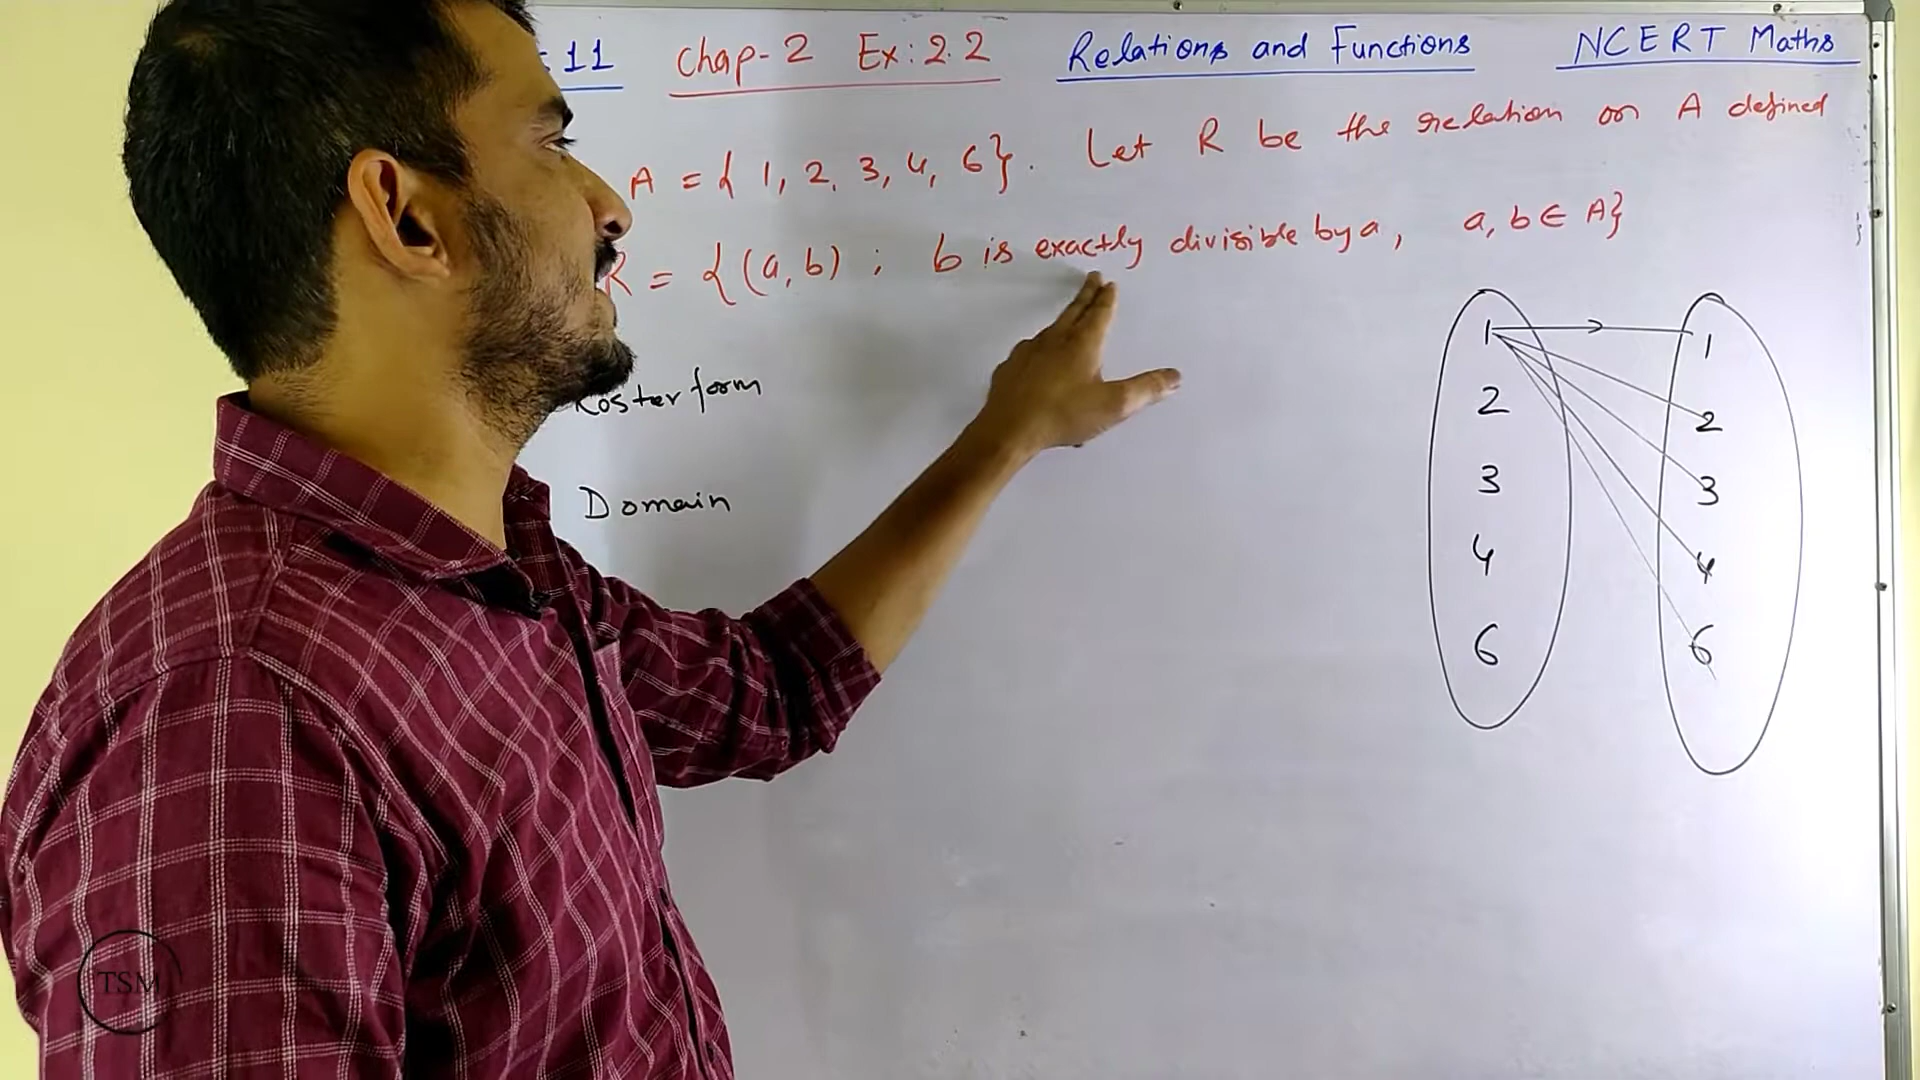 : 11 Chap-2 Ex: 2.2 Relations and Functions NCERT Maths
A = { 1, 2, 3, 4, 6}. Let R be the relation on A defined
R = {(a, b) ; b is exactly divisible by a, a, b ∈ A}
Roster form
Domain
1 1
2 2
3 3
4 4
6 6
TSM